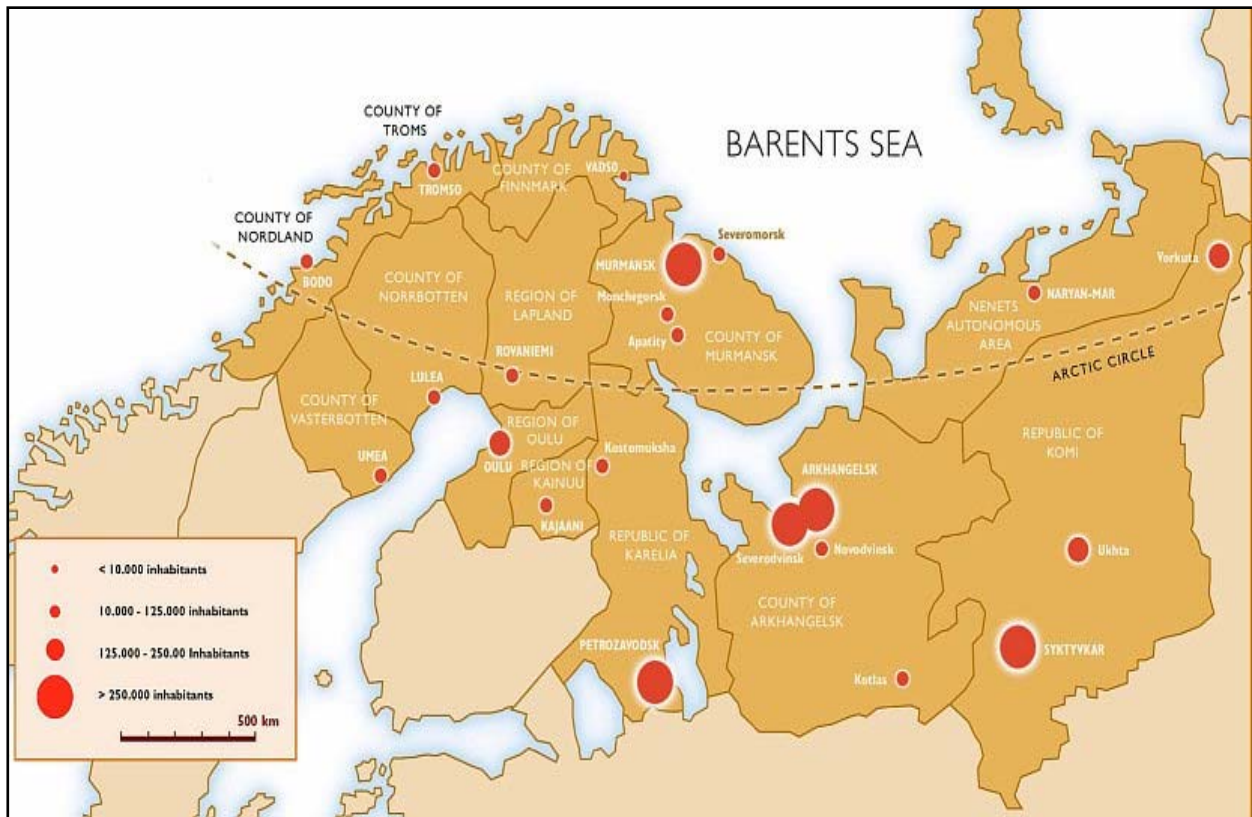 COUNTY OF
TROMS
BARENTS SEA
COUNTY OF
FINNMARK
VADSO
TROMSO
COUNTY OF
NORDLAND
BODO
Severomorsk
MURMANSK
Vorkuta
COUNTY OF
NORRBOTTEN
REGION OF
LAPLAND
Monchegorsk
NARYAN-MAR
NENETS
AUTONOMOUS
AREA
Apatity
COUNTY OF
MURMANSK
ROVANIEMI
ARCTIC CIRCLE
LULEA
COUNTY OF
VASTERBOTTEN
REGION OF
OULU
REPUBLIC OF
KOMI
UMEA
OULU
REGION OF
KAINUU
Kostomuksha
ARKHANGELSK
KAJAANI
REPUBLIC OF
KARELIA
Severodvinsk
Novodvinsk
Ukhta
COUNTY OF
ARKHANGELSK
PETROZAVODSK
SYKTYVKAR
Kotlas
< 10.000 inhabitants
10.000 - 125.000 inhabitants
125.000 - 250.00 Inhabitants
> 250.000 inhabitants
500 km